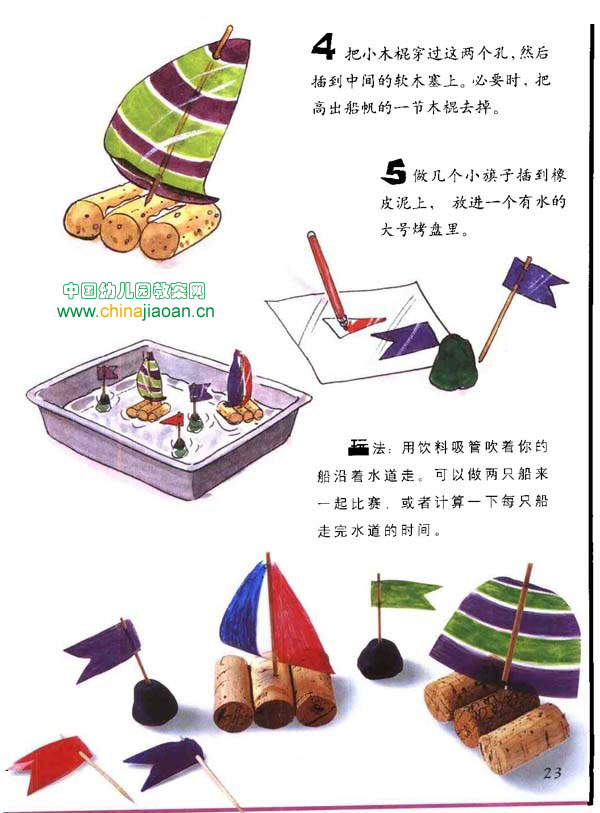 4 把小木棍穿过这两个孔，然后
插到中间的软木塞上。必要时，把
高出船帆的一节木棍去掉。
5 做几个小旗子插到橡
皮泥上，放进一个有水的
大号烤盘里。
中国幼儿园教案网
www.chinajiaoan.cn
玩法：用饮料吸管吹着你的
船沿着水道走。可以做两只船来
一起比赛，或者计算一下每只船
走完水道的时间。
23